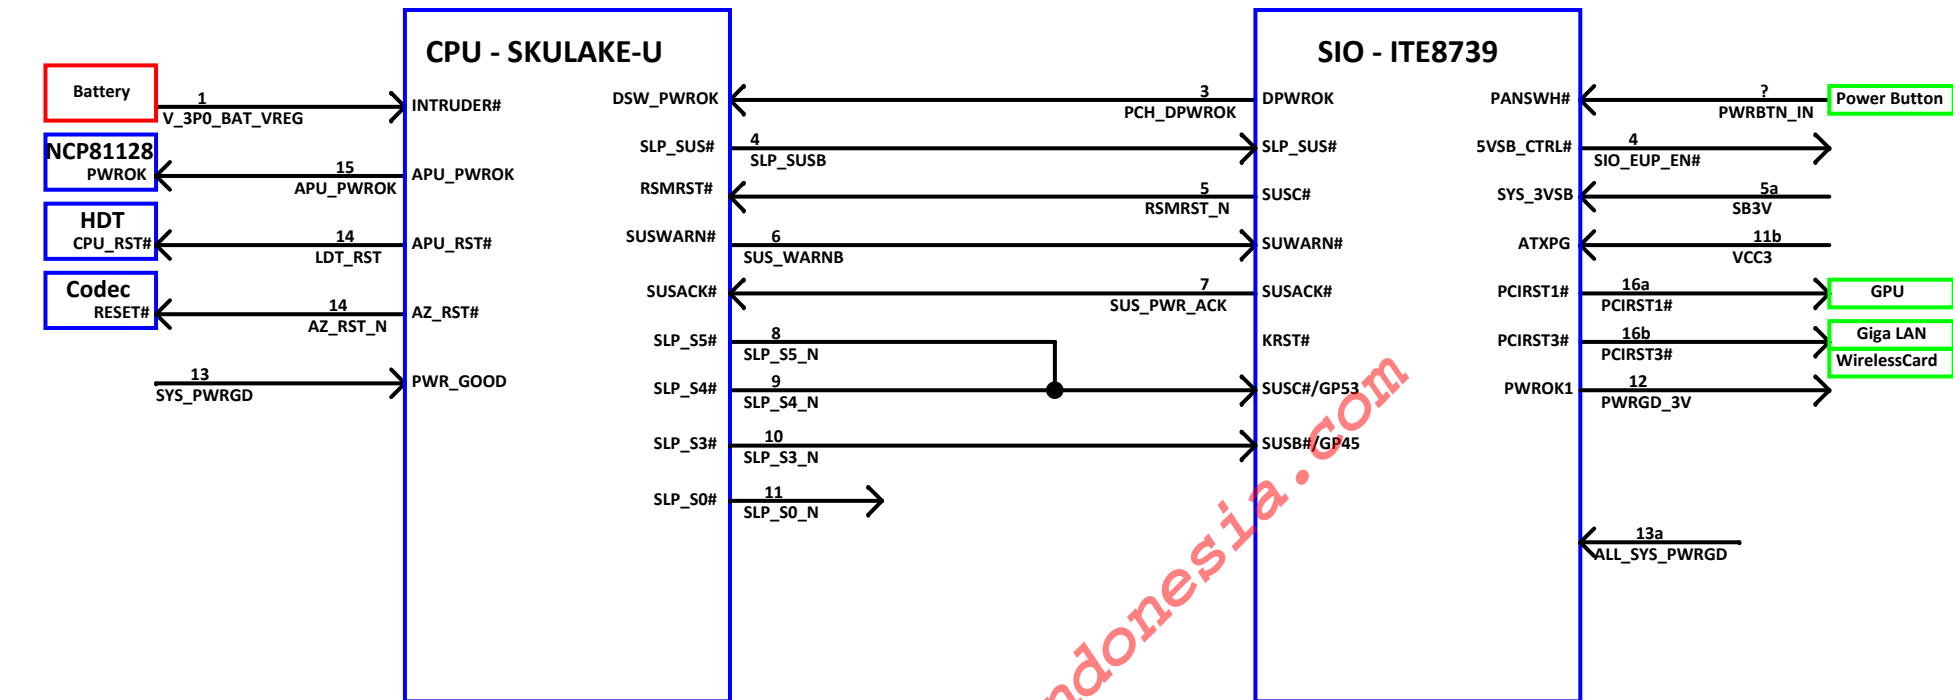 CPU - SKULAKE-U
SIO - ITE8739
Battery
1
V_3P0_BAT_VREG
INTRUDER#
NCP81128
PWROK
15
APU_PWROK
APU_PWROK
HDT
CPU_RST#
14
LDT_RST
APU_RST#
Codec
RESET#
14
AZ_RST_N
AZ_RST#
13
SYS_PWRGD
PWR_GOOD
DSW_PWROK
3
PCH_DPWROK
DPWROK
SLP_SUS#
4
SLP_SUSB
SLP_SUS#
RSMRST#
5
RSMRST_N
SUSC#
SUSWARN#
6
SUS_WARNB
SUWARN#
SUSACK#
7
SUS_PWR_ACK
SUSACK#
SLP_S5#
8
SLP_S5_N
KRST#
SLP_S4#
9
SLP_S4_N
SUSC#/GP53
SLP_S3#
10
SLP_S3_N
SUSB#/GP45
SLP_S0#
11
SLP_S0_N
PANSWH#
?
PWRBTN_IN
Power Button
5VSB_CTRL#
4
SIO_EUP_EN#
SYS_3VSB
5a
SB3V
ATXPG
11b
VCC3
PCIRST1#
16a
PCIRST1#
GPU
PCIRST3#
16b
PCIRST3#
Giga LAN
WirelessCard
PWROK1
12
PWRGD_3V
13a
ALL_SYS_PWRGD
ndonesia.com